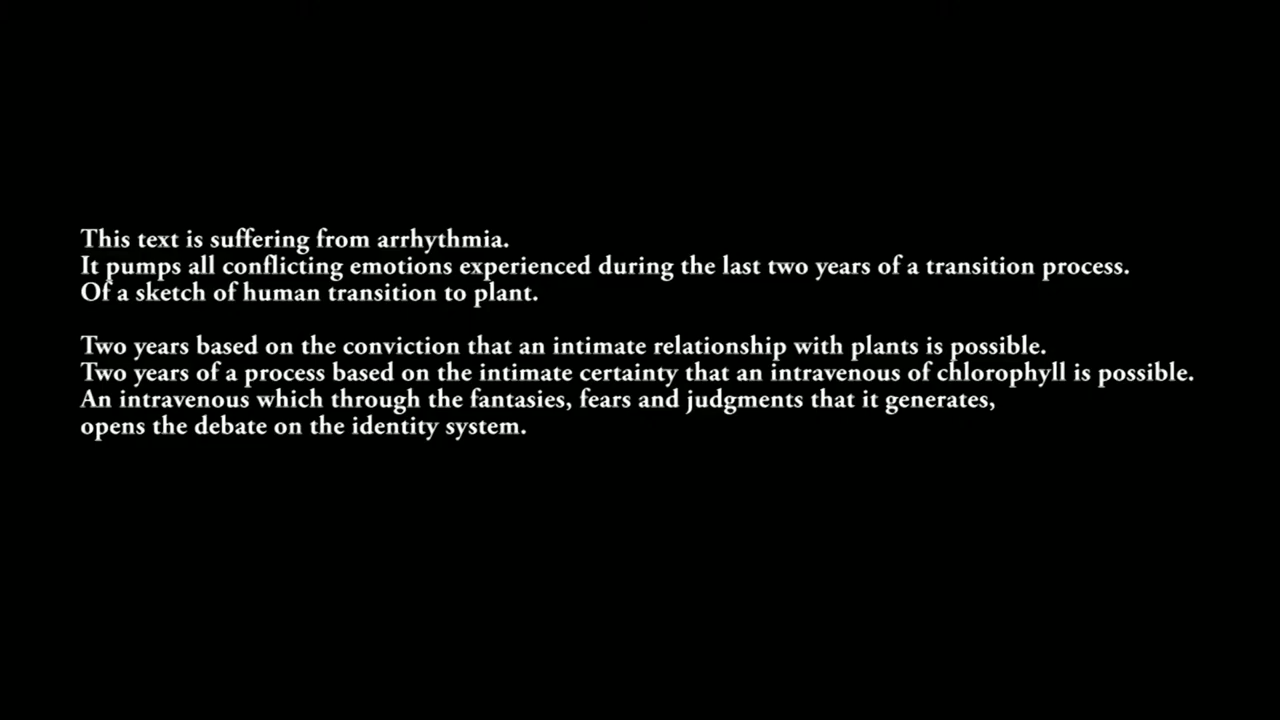 This text is suffering from arrhythmia.
It pumps all conflicting emotions experienced during the last two years of a transition process.
Of a sketch of human transition to plant.
Two years based on the conviction that an intimate relationship with plants is possible.
Two years of a process based on the intimate certainty that an intravenous of chlorophyll is possible.
An intravenous which through the fantasies, fears and judgments that it generates,
opens the debate on the identity system.